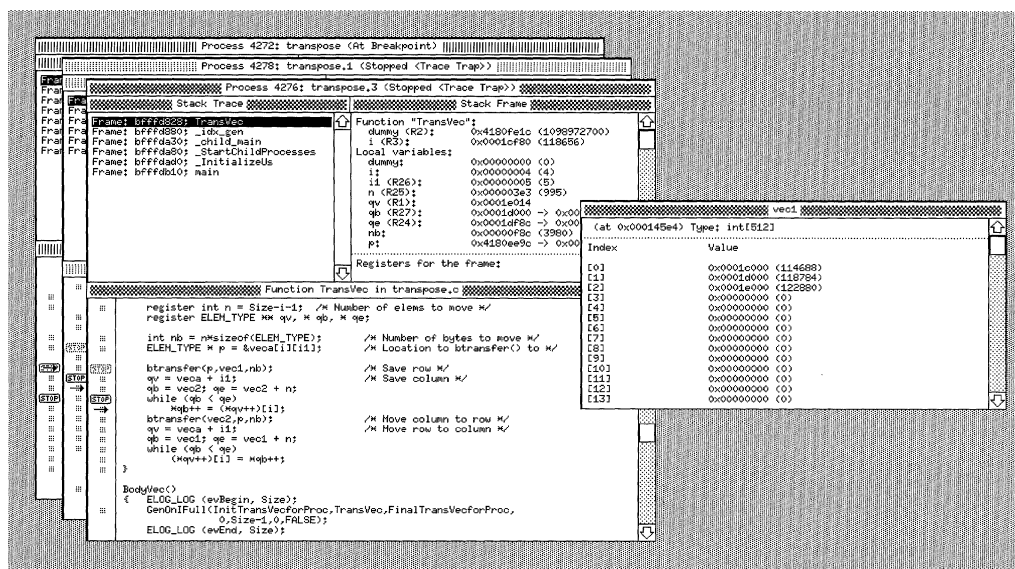 Process 4272: transpose (At Breakpoint)
Process 4278: transpose.1 (Stopped <Trace Trap>)
Process 4276: transpose.3 (Stopped <Trace Trap>)
Stack Trace
Frame: bfffd828: TransVec
Frame: bfffd880: _idx_gen
Frame: bfffda30: _child_main
Frame: bfffda80: _StartChildProcesses
Frame: bfffdad0: _InitializeUs
Frame: bfffdb10: main
Stack Frame
Function "TransVec":
dummy (R2): 0x4180fe1c (1098972700)
i (R3): 0x0001cf80 (118656)
Local variables:
dummy: 0x00000000 (0)
i: 0x00000004 (4)
i1 (R26): 0x00000005 (5)
n (R25): 0x000003e3 (995)
qv (R1): 0x0001e014
qb (R27): 0x0001d000 -> 0x00
qe (R24): 0x0001df8c -> 0x00
nb: 0x00000f8c (3980)
p: 0x4180ee9c -> 0x00
Registers for the frame:
vec1
(at 0x000145e4) Type: int[512]
Index Value
[0] 0x0001c000 (114688)
[1] 0x0001d000 (118784)
[2] 0x0001e000 (122880)
[3] 0x00000000 (0)
[4] 0x00000000 (0)
[5] 0x00000000 (0)
[6] 0x00000000 (0)
[7] 0x00000000 (0)
[8] 0x00000000 (0)
[9] 0x00000000 (0)
[10] 0x00000000 (0)
[11] 0x00000000 (0)
[12] 0x00000000 (0)
[13] 0x00000000 (0)
Function TransVec in transpose.c
register int n = Size-i-1; /* Number of elems to move */
register ELEM_TYPE ** qv, * qb, * qe;
int nb = n*sizeof(ELEM_TYPE); /* Number of bytes to move */
ELEM_TYPE * p = &veca[i][i1]; /* Location to btransfer() to */
btransfer(p,vec1,nb); /* Save row */
qv = veca + i1; /* Save column */
qb = vec2; qe = vec2 + n;
while (qb < qe)
*qb++ = (*qv++)[i];
btransfer(vec2,p,nb); /* Move column to row */
qv = veca + i1; /* Move row to column */
qb = vec1; qe = vec1 + n;
while (qb < qe)
(*qv++)[i] = *qb++;
}
BodyVec()
{ ELOG_LOG (evBegin, Size);
GenOnIFull(InitTransVecforProc,TransVec,FinalTransVecforProc,
0,Size-1,0,FALSE);
ELOG_LOG (evEnd, Size);
STOP
STOP
STOP